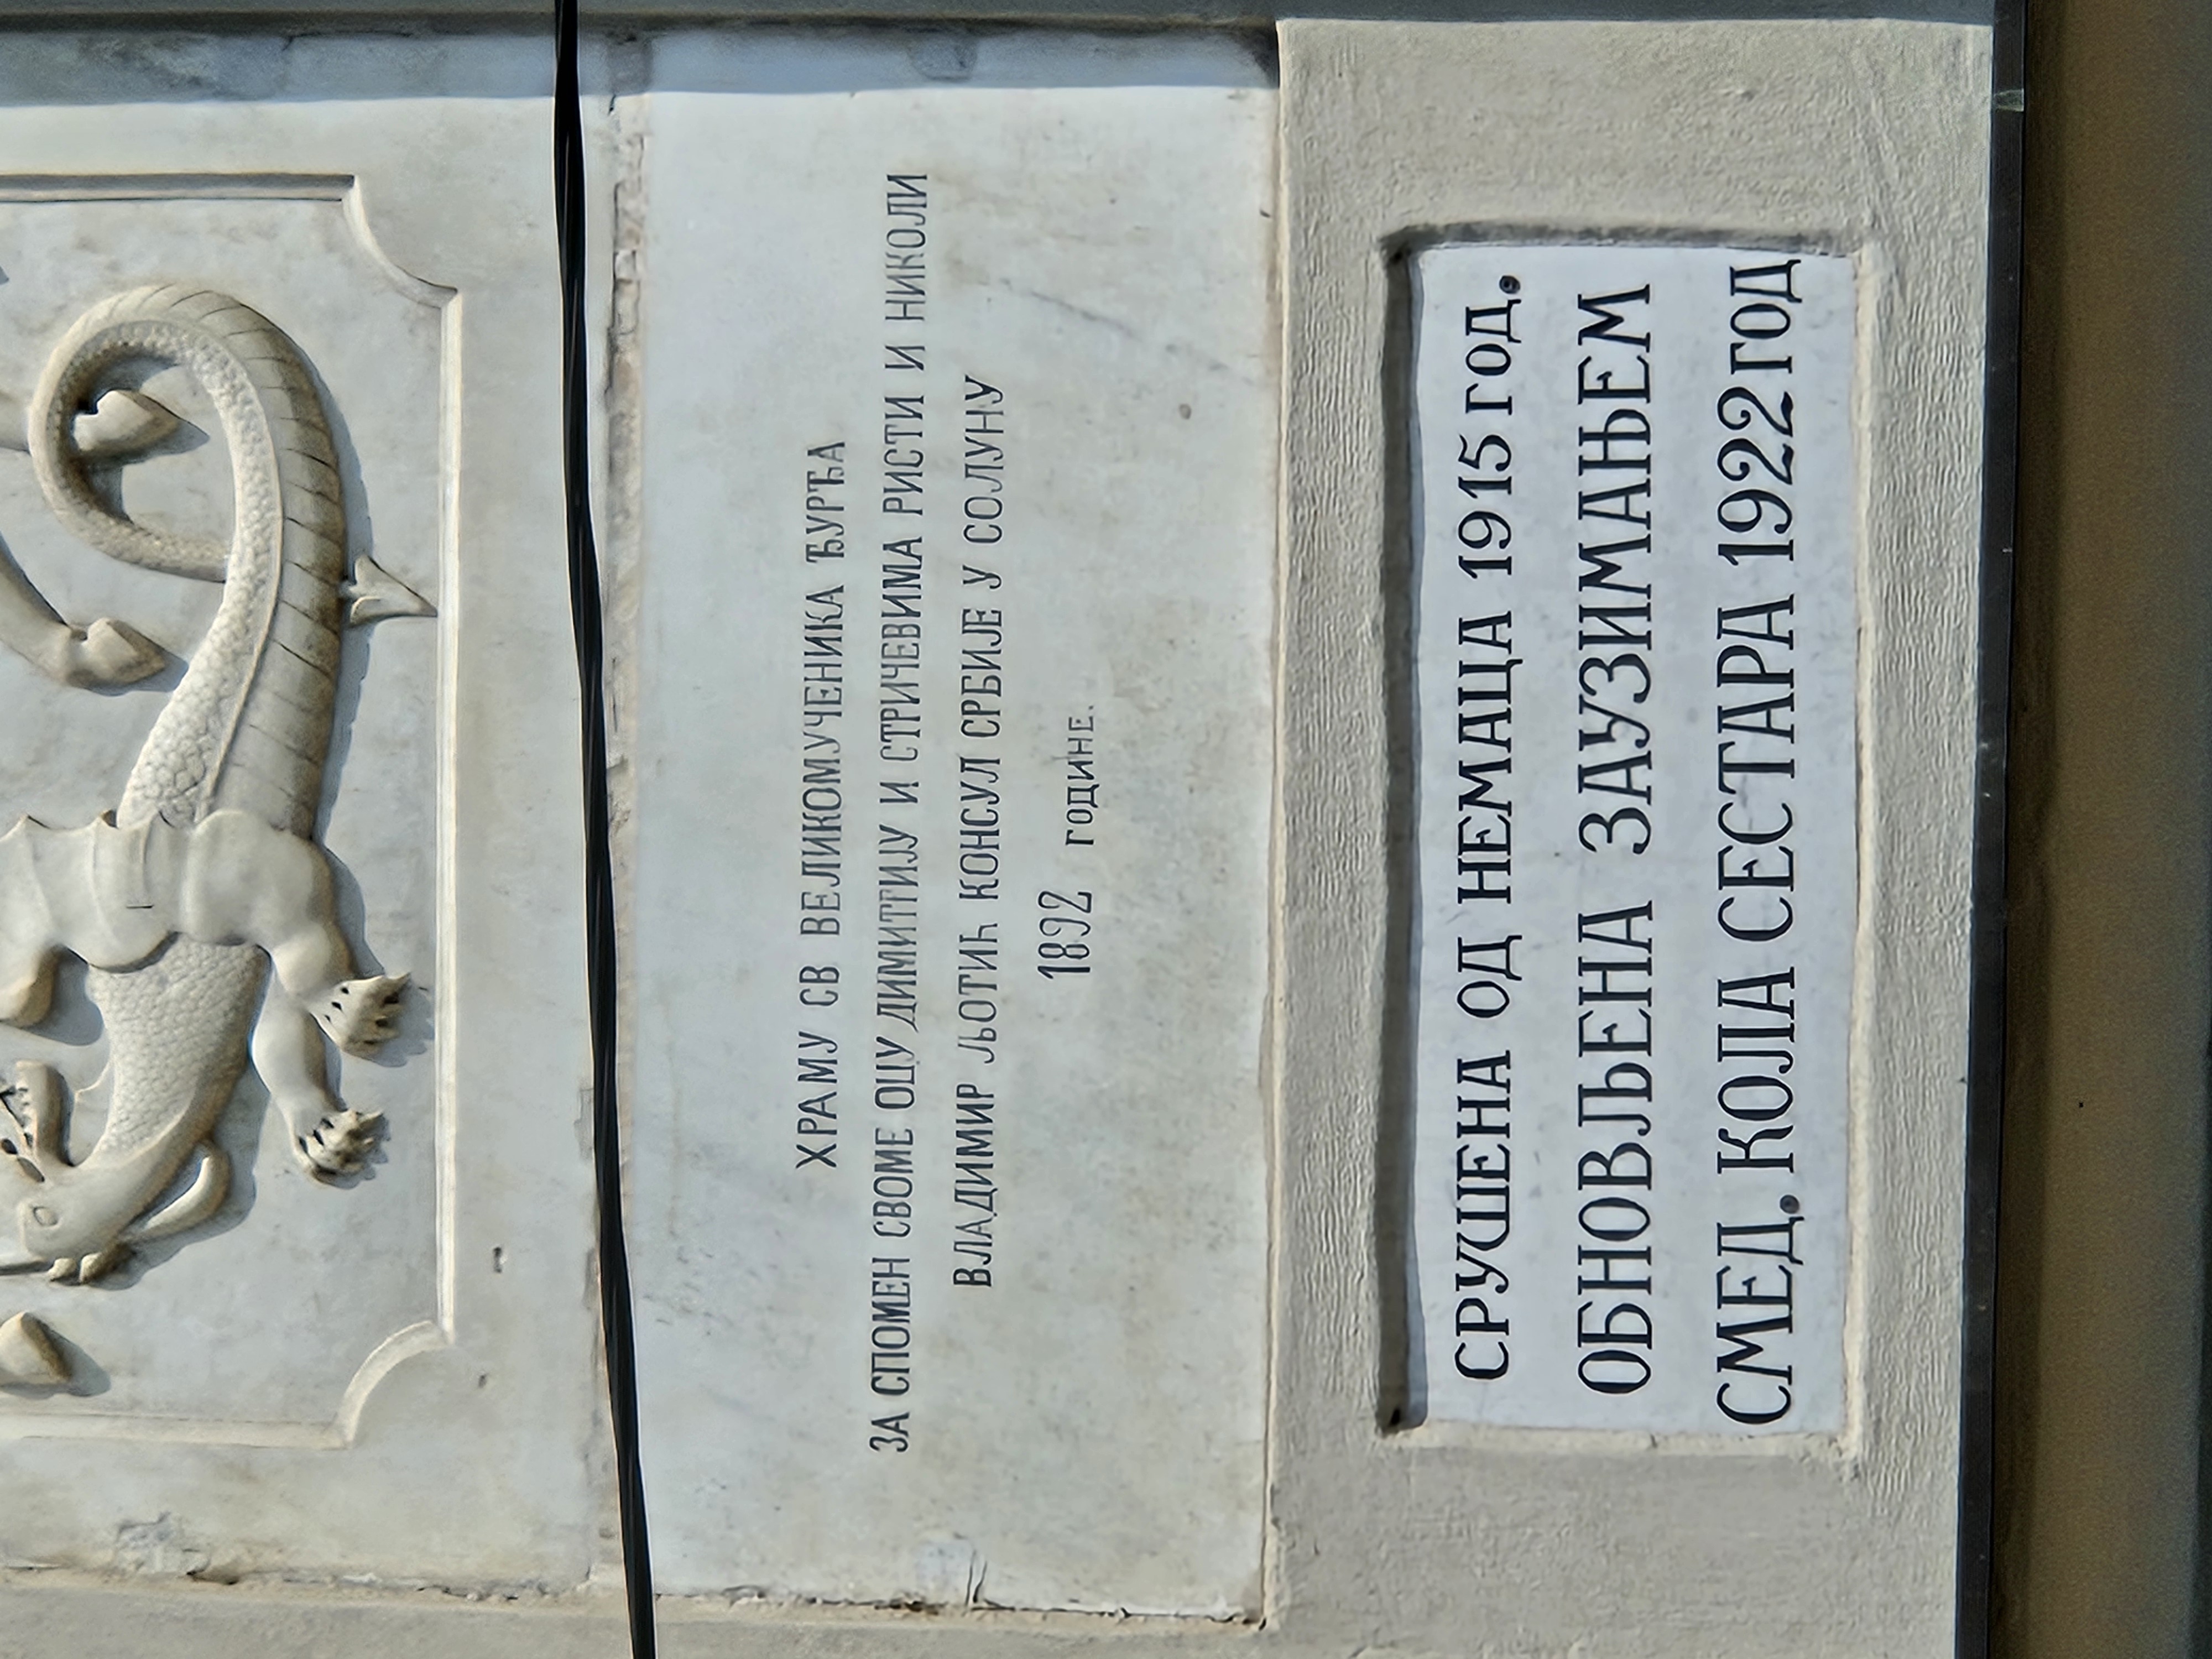 ХРАМУ СВ ВЕЛИКОМУЧЕНИКА ЂУРЂА
ЗА СПОМЕН СВОМЕ ОЦУ ДИМИТРИЈУ И СТРИЧЕВИМА РИСТИ И НИКОЛИ
ВЛАДИМИР ЉОТИЋ КОНСУЛ СРБИЈЕ У СОЛУНУ
1892 ГОДИНЕ.
СРУШЕНА ОД НЕМАЦА 1915 ГОД.
ОБНОВЉЕНА ЗАУЗИМАЊЕМ
СМЕД. КОЛА СЕСТАРА 1922 ГОД